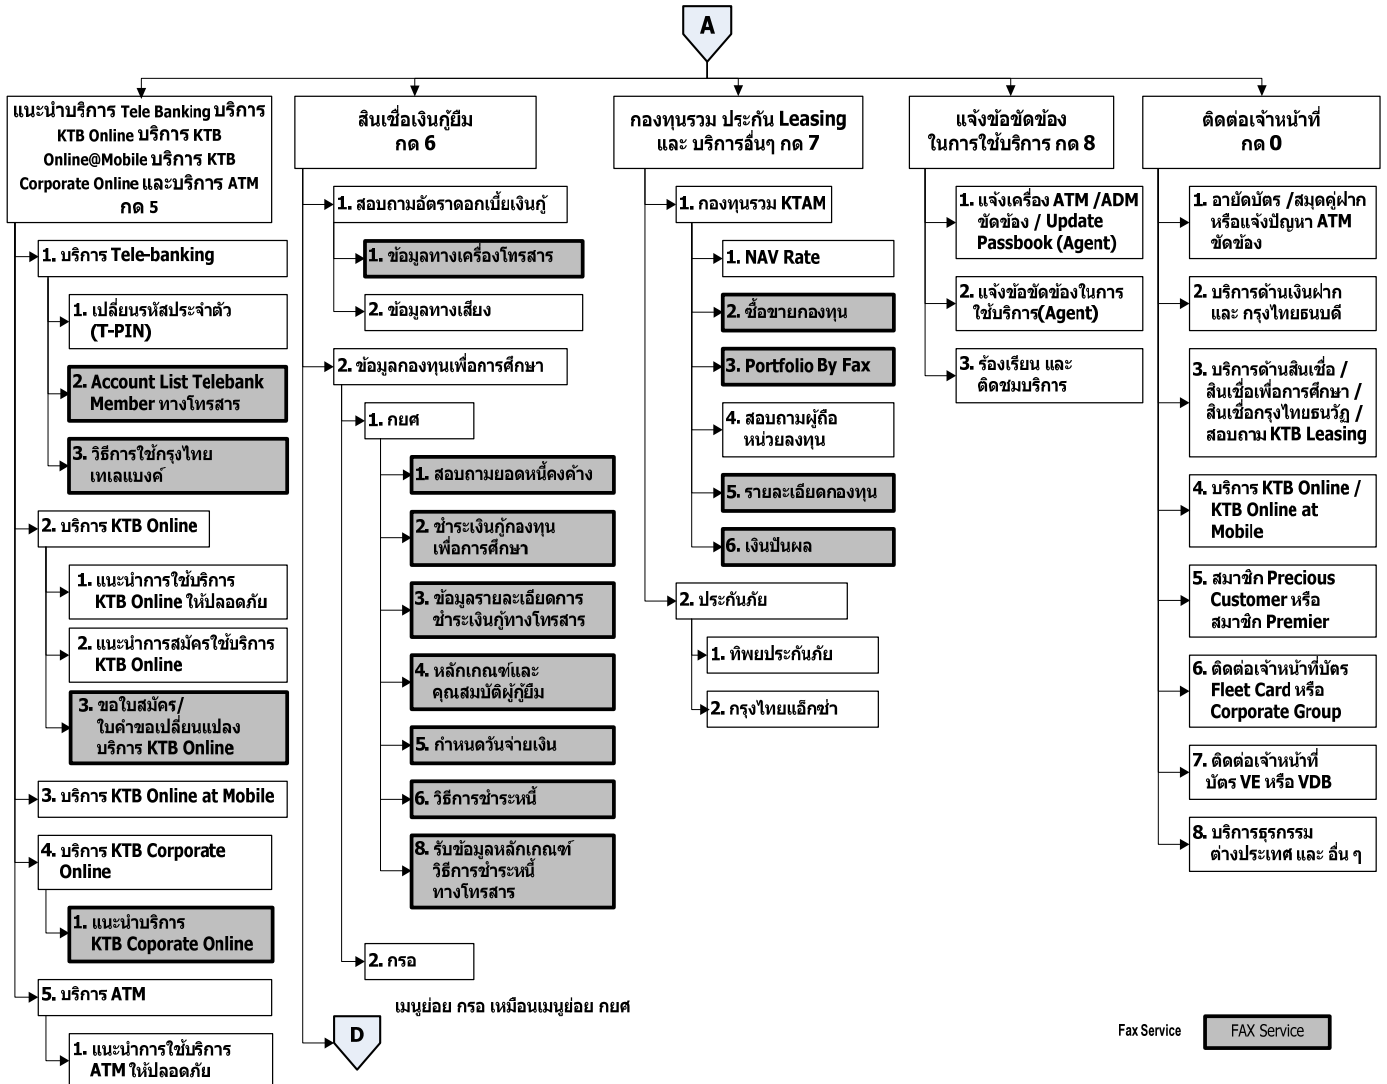 A
แนะนำบริการ Tele Banking บริการ
KTB Online บริการ KTB
Online@Mobile บริการ KTB
Corporate Online และบริการ ATM
กด 5
1. บริการ Tele-banking
1. เปลี่ยนรหัสประจำตัว
(T-PIN)
2. Account List Telebank
Member ทางโทรสาร
3. วิธีการใช้กรุงไทย
เทเลแบงค์
2. บริการ KTB Online
1. แนะนำการใช้บริการ
KTB Online ให้ปลอดภัย
2. แนะนำการสมัครใช้บริการ
KTB Online
3. ขอใบสมัคร/
ใบคำขอเปลี่ยนแปลง
บริการ KTB Online
3. บริการ KTB Online at Mobile
4. บริการ KTB Corporate
Online
1. แนะนำบริการ
KTB Coporate Online
5. บริการ ATM
1. แนะนำการใช้บริการ
ATM ให้ปลอดภัย
สินเชื่อเงินกู้ยืม
กด 6
1. สอบถามอัตราดอกเบี้ยเงินกู้
1. ข้อมูลทางเครื่องโทรสาร
2. ข้อมูลทางเสียง
2. ข้อมูลกองทุนเพื่อการศึกษา
1. กยศ
1. สอบถามยอดหนี้คงค้าง
2. ชำระเงินกู้กองทุน
เพื่อการศึกษา
3. ข้อมูลรายละเอียดการ
ชำระเงินกู้ทางโทรสาร
4. หลักเกณฑ์และ
คุณสมบัติผู้กู้ยืม
5. กำหนดวันจ่ายเงิน
6. วิธีการชำระหนี้
8. รับข้อมูลหลักเกณฑ์
วิธีการชำระหนี้
ทางโทรสาร
2. กรอ
เมนูย่อย กรอ เหมือนเมนูย่อย กยศ
D
กองทุนรวม ประกัน Leasing
และ บริการอื่นๆ กด 7
1. กองทุนรวม KTAM
1. NAV Rate
2. ซื้อขายกองทุน
3. Portfolio By Fax
4. สอบถามผู้ถือ
หน่วยลงทุน
5. รายละเอียดกองทุน
6. เงินปันผล
2. ประกันภัย
1. ทิพยประกันภัย
2. กรุงไทยแอ็กซ่า
แจ้งข้อขัดข้อง
ในการใช้บริการ กด 8
1. แจ้งเครื่อง ATM /ADM
ขัดข้อง / Update
Passbook (Agent)
2. แจ้งข้อขัดข้องในการ
ใช้บริการ(Agent)
3. ร้องเรียน และ
ติดชมบริการ
ติดต่อเจ้าหน้าที่
กด 0
1. อายัดบัตร /สมุดคู่ฝาก
หรือแจ้งปัญหา ATM
ขัดข้อง
2. บริการด้านเงินฝาก
และ กรุงไทยธนบดี
3. บริการด้านสินเชื่อ /
สินเชื่อเพื่อการศึกษา /
สินเชื่อกรุงไทยธนวัฏ /
สอบถาม KTB Leasing
4. บริการ KTB Online /
KTB Online at
Mobile
5. สมาชิก Precious
Customer หรือ
สมาชิก Premier
6. ติดต่อเจ้าหน้าที่บัตร
Fleet Card หรือ
Corporate Group
7. ติดต่อเจ้าหน้าที่
บัตร VE หรือ VDB
8. บริการธุรกรรม
ต่างประเทศ และ อื่น ๆ
Fax Service
FAX Service